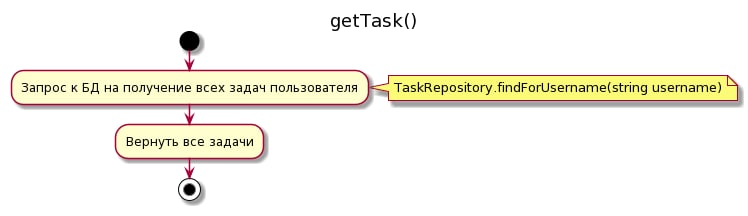 getTask()
Запрос к БД на получение всех задач пользователя
TaskRepository.findForUsername(string username)
Вернуть все задачи